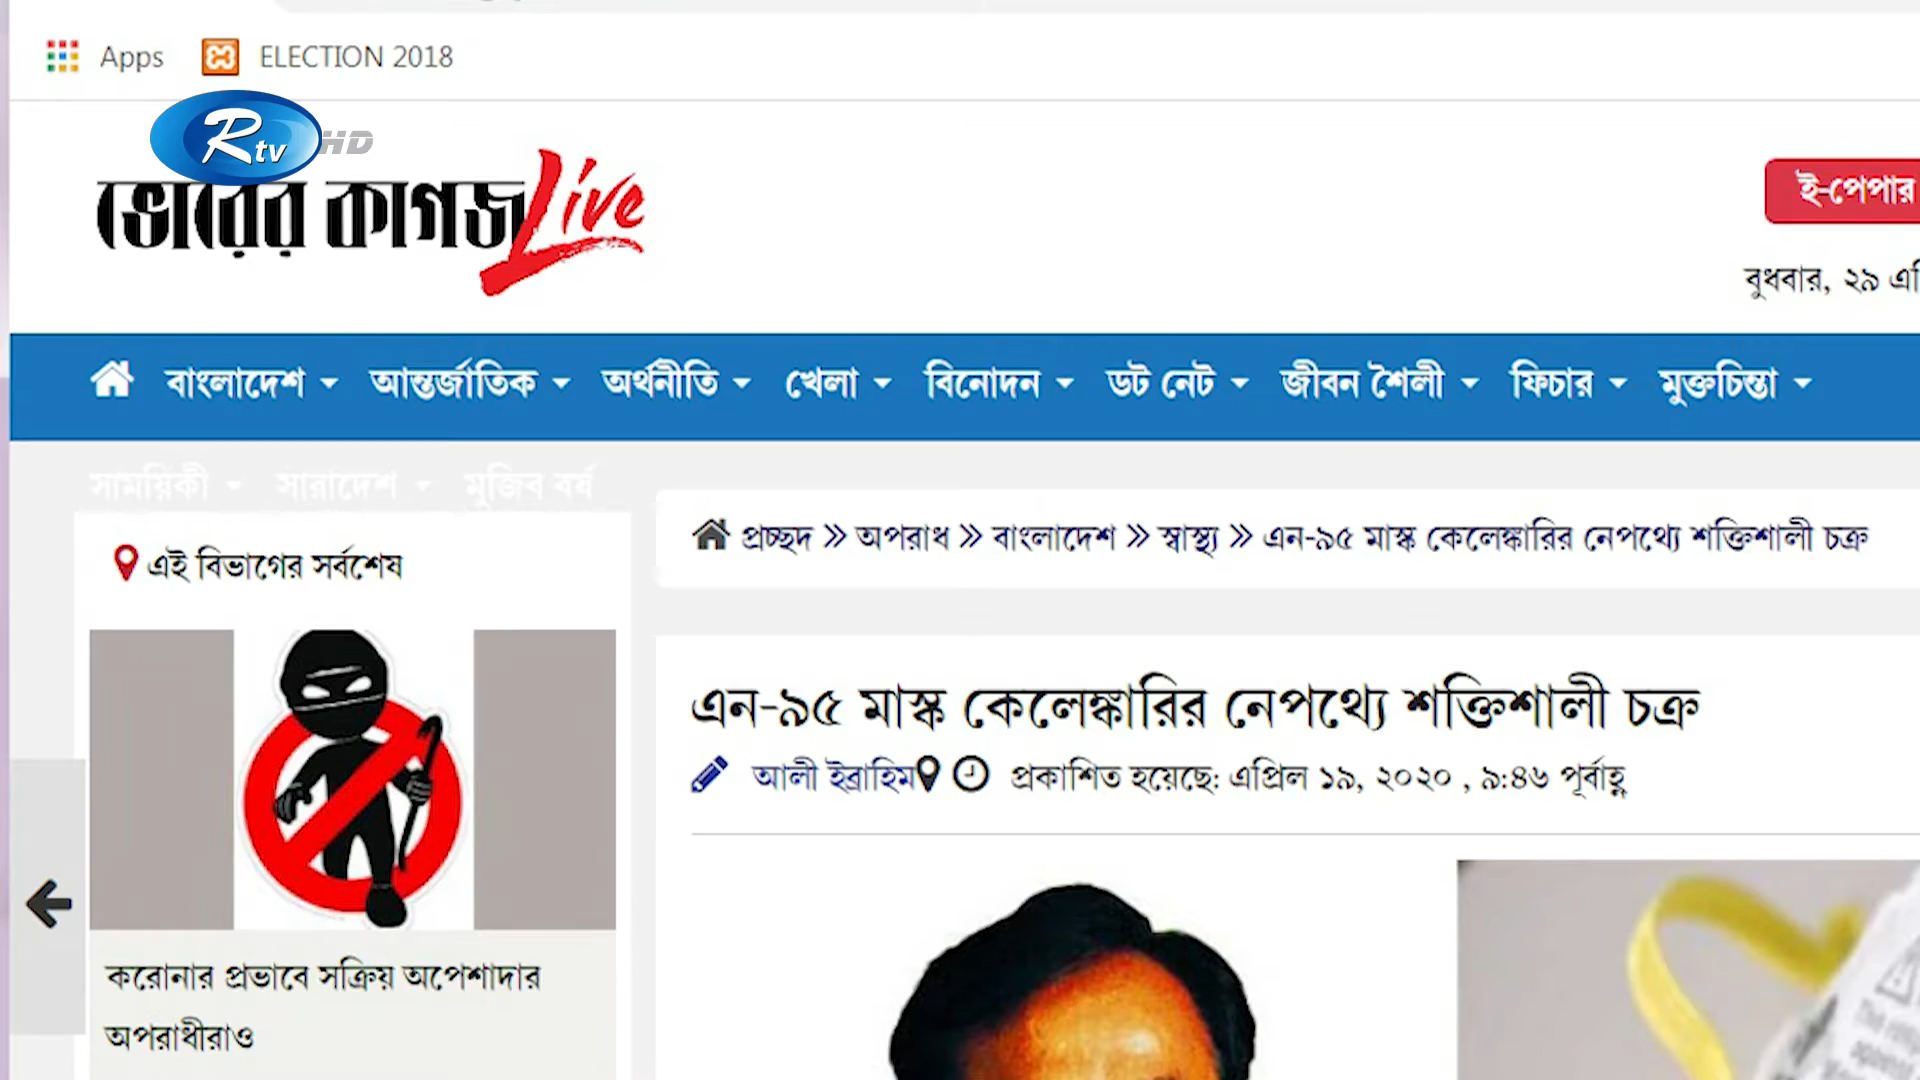 Apps ELECTION 2018
Rtv HD
ভোরের কাগজ Live
ই-পেপার
বুধবার, ২৯
বাংলাদেশ আন্তর্জাতিক অর্থনীতি খেলা বিনোদন ডট নেট জীবন শৈলী ফিচার মুক্তচিন্তা
সাময়িকী সারাদেশ মুজিব বর্ষ
প্রচ্ছদ » অপরাধ » বাংলাদেশ » স্বাস্থ্য » এন-৯৫ মাস্ক কেলেঙ্কারির নেপথ্যে শক্তিশালী চক্র
এই বিভাগের সর্বশেষ
এন-৯৫ মাস্ক কেলেঙ্কারির নেপথ্যে শক্তিশালী চক্র
আলী ইব্রাহিম প্রকাশিত হয়েছে: এপ্রিল ১৯, ২০২০ , ৯:৪৬ পূর্বাহ্ণ
করোনার প্রভাবে সক্রিয় অপেশাদার
অপরাধীরাও